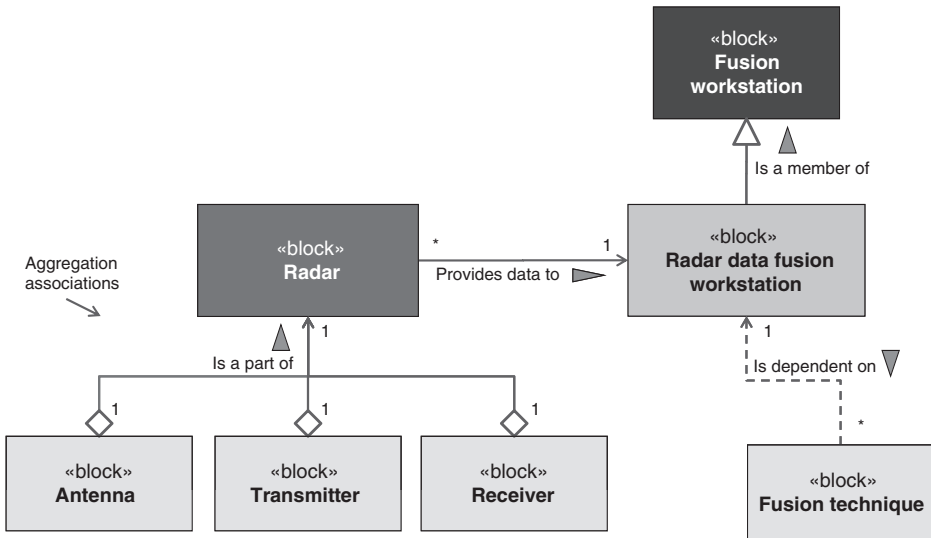 «block»
Fusion
workstation
Is a member of
«block»
Radar
*
1
Provides data to
«block»
Radar data fusion
workstation
Aggregation
associations
1
Is a part of
1
Is dependent on
1
1
1
*
«block»
Antenna
«block»
Transmitter
«block»
Receiver
«block»
Fusion technique